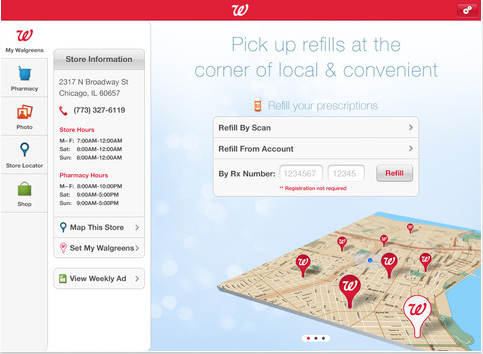 My Walgreens
Pharmacy
Photo
Store Locator
Shop
Store Information
2317 N Broadway St
Chicago, IL 60657
(773) 327-6119
Store Hours
M– F: 7:00AM-12:00AM
Sat: 8:00AM-12:00AM
Sun: 8:00AM-12:00AM
Pharmacy Hours
M– F: 8:00AM-10:00PM
Sat: 9:00AM-5:00PM
Sun: 9:00AM-5:00PM
Map This Store
Set My Walgreens
View Weekly Ad
Pick up refills at the
corner of local & convenient
Refill your prescriptions
Refill By Scan
Refill From Account
By Rx Number: 1234567 12345 Refill
** Registration not required